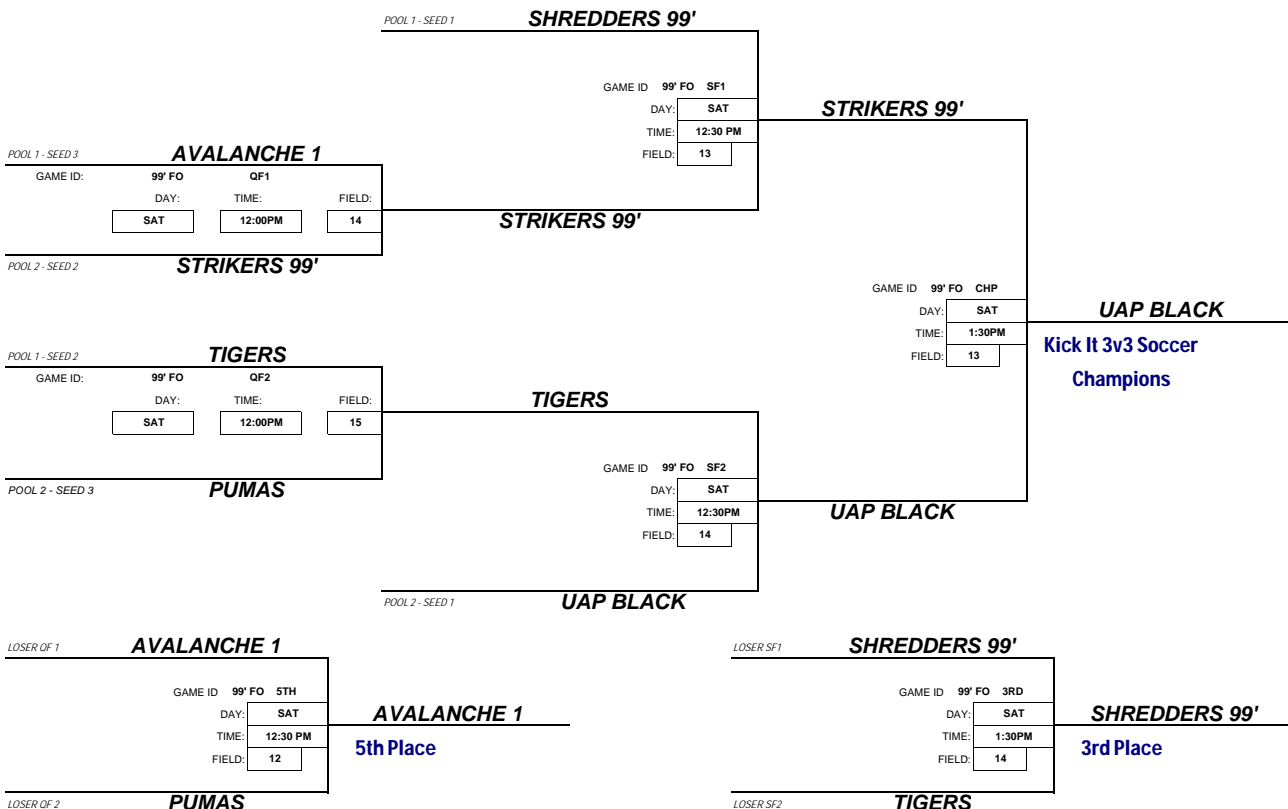 POOL 1 - SEED 1 SHREDDERS 99'
GAME ID 99' FO SF1
DAY: SAT
TIME: 12:30 PM
FIELD: 13
STRIKERS 99'
POOL 1 - SEED 3 AVALANCHE 1
GAME ID: 99' FO QF1
DAY: TIME: FIELD:
SAT 12:00PM 14
STRIKERS 99'
POOL 2 - SEED 2 STRIKERS 99'
GAME ID 99' FO CHP
DAY: SAT
TIME: 1:30PM
FIELD: 13
UAP BLACK
Kick It 3v3 Soccer
Champions
POOL 1 - SEED 2 TIGERS
GAME ID: 99' FO QF2
DAY: TIME: FIELD:
SAT 12:00PM 15
TIGERS
POOL 2 - SEED 3 PUMAS
GAME ID 99' FO SF2
DAY: SAT
TIME: 12:30PM
FIELD: 14
UAP BLACK
POOL 2 - SEED 1 UAP BLACK
LOSER QF 1 AVALANCHE 1
GAME ID 99' FO 5TH
DAY: SAT
TIME: 12:30 PM
FIELD: 12
AVALANCHE 1
5th Place
LOSER QF 2 PUMAS
LOSER SF1 SHREDDERS 99'
GAME ID 99' FO 3RD
DAY: SAT
TIME: 1:30PM
FIELD: 14
SHREDDERS 99'
3rd Place
LOSER SF2 TIGERS